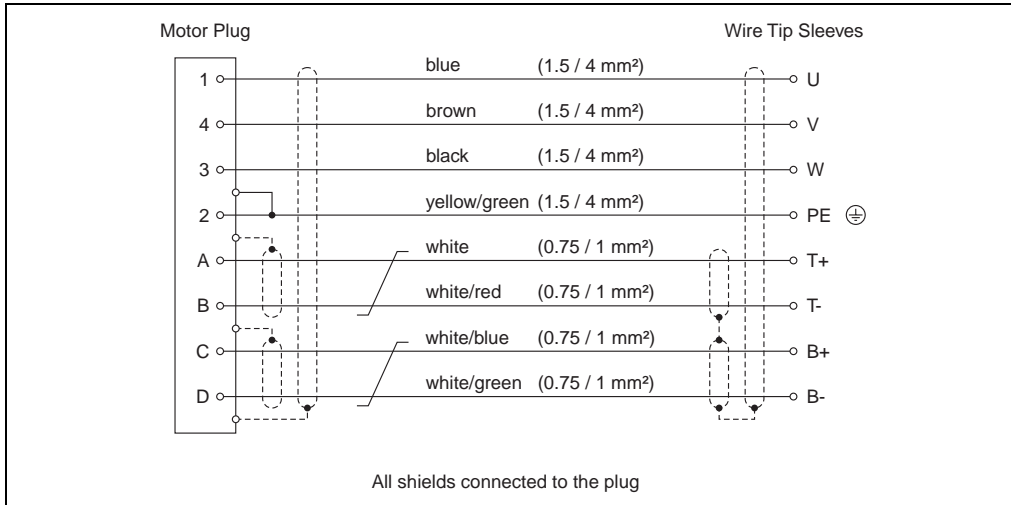 Motor Plug Wire Tip Sleeves
1 blue (1.5 / 4 mm²) U
4 brown (1.5 / 4 mm²) V
3 black (1.5 / 4 mm²) W
2 yellow/green (1.5 / 4 mm²) PE
A white (0.75 / 1 mm²) T+
B white/red (0.75 / 1 mm²) T-
C white/blue (0.75 / 1 mm²) B+
D white/green (0.75 / 1 mm²) B-
All shields connected to the plug